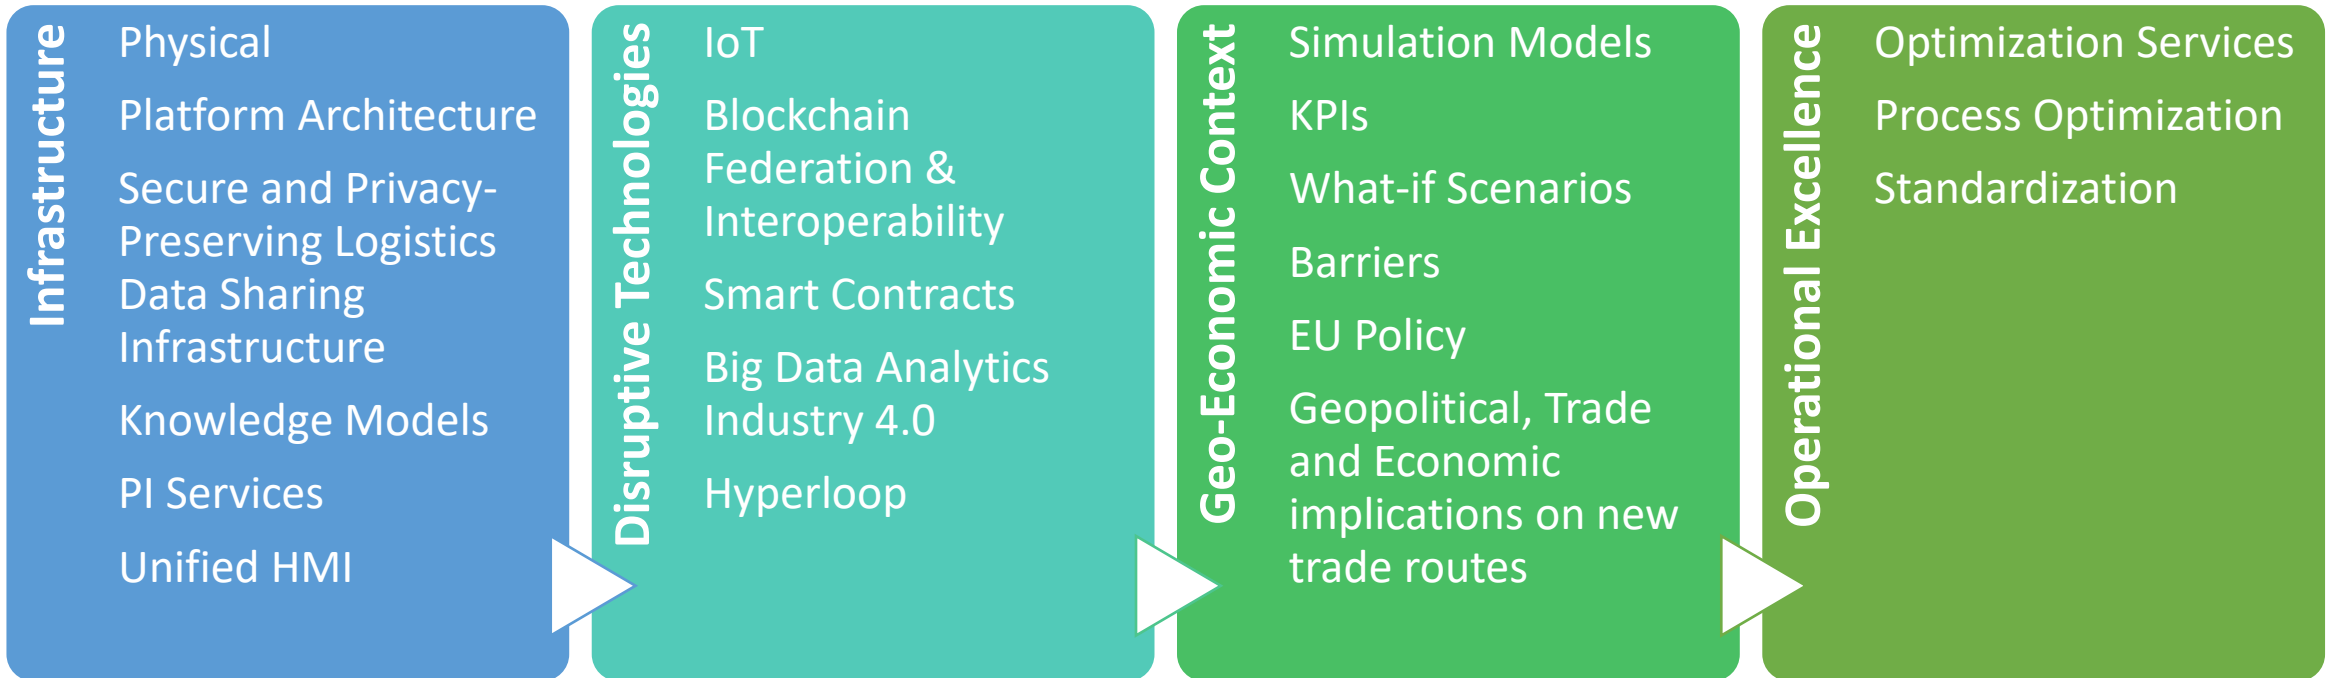 Infrastructure
Physical
Platform Architecture
Secure and Privacy-
Preserving Logistics
Data Sharing
Infrastructure
Knowledge Models
PI Services
Unified HMI
Disruptive Technologies
IoT
Blockchain
Federation &
Interoperability
Smart Contracts
Big Data Analytics
Industry 4.0
Hyperloop
Geo-Economic Context
Simulation Models
KPIs
What-if Scenarios
Barriers
EU Policy
Geopolitical, Trade
and Economic
implications on new
trade routes
Operational Excellence
Optimization Services
Process Optimization
Standardization